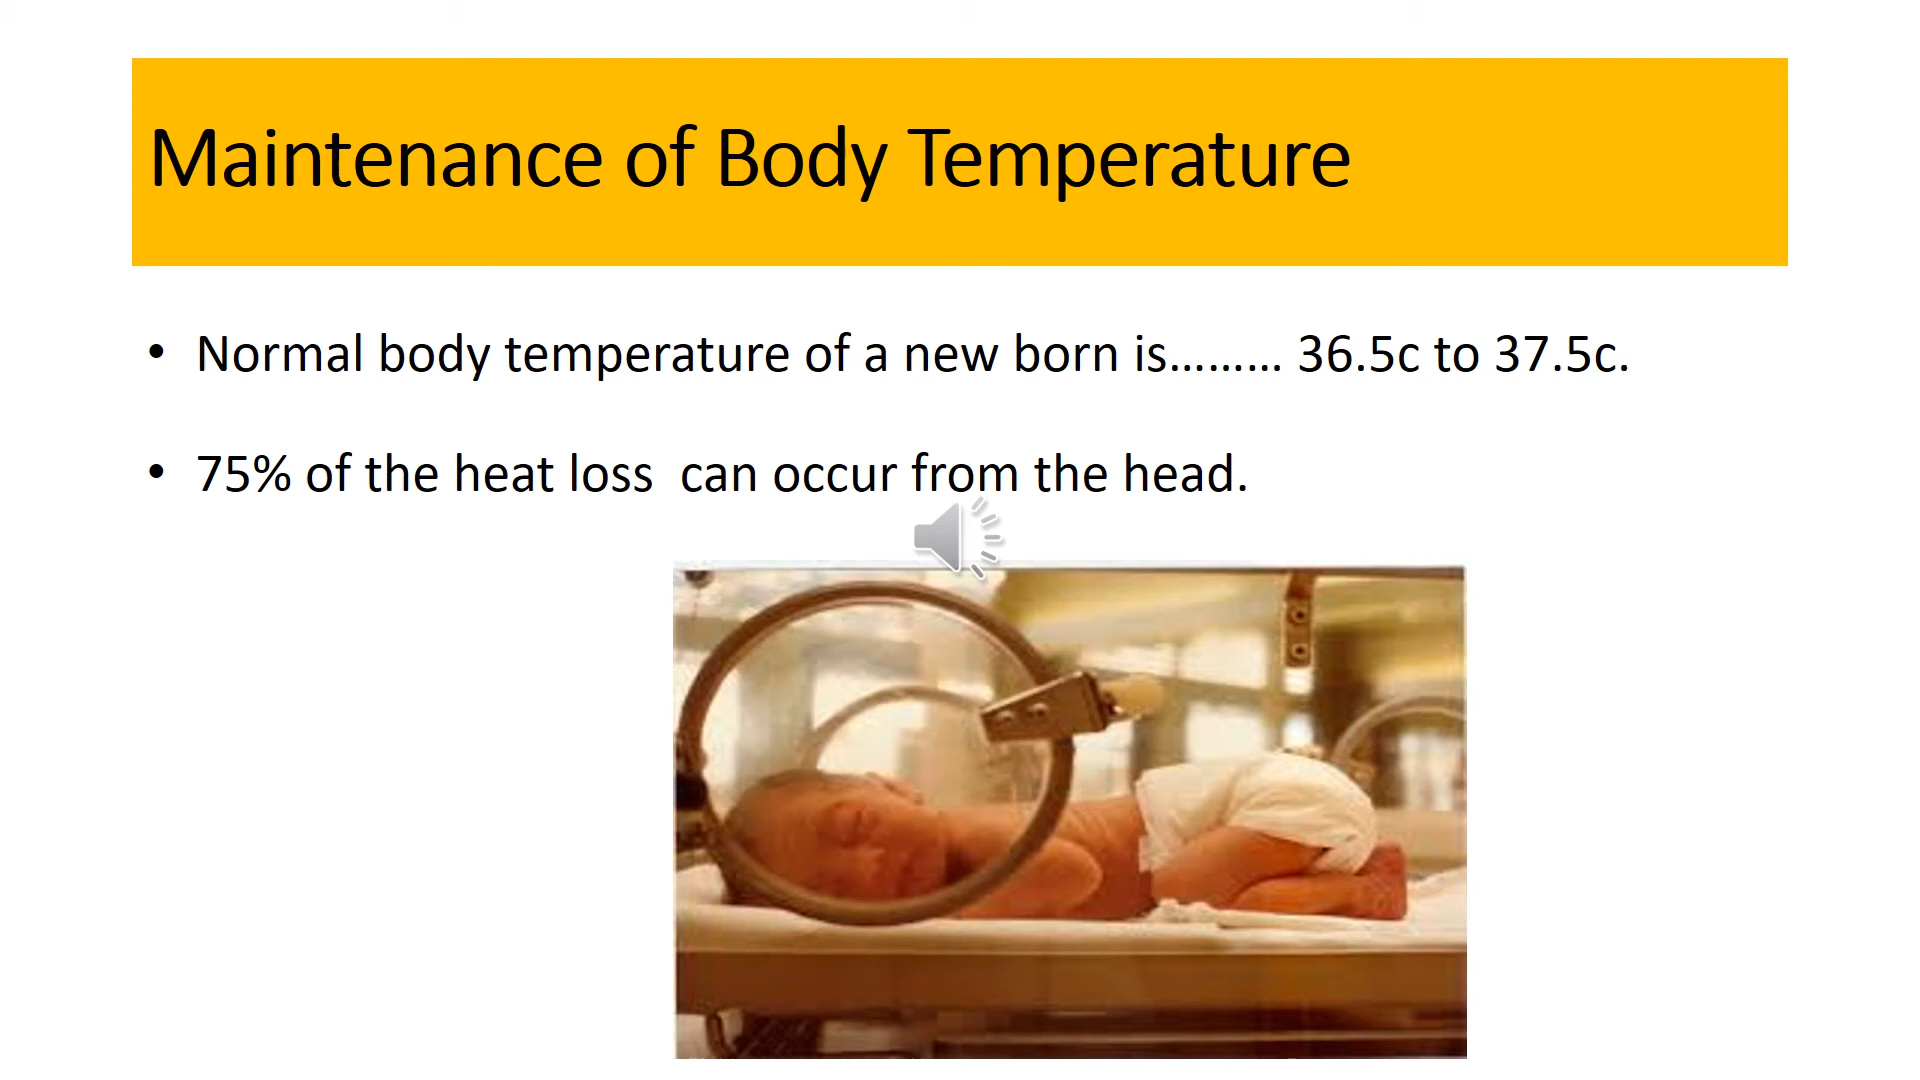 Maintenance of Body Temperature
• Normal body temperature of a new born is……… 36.5c to 37.5c.
• 75% of the heat loss  can occur from the head.